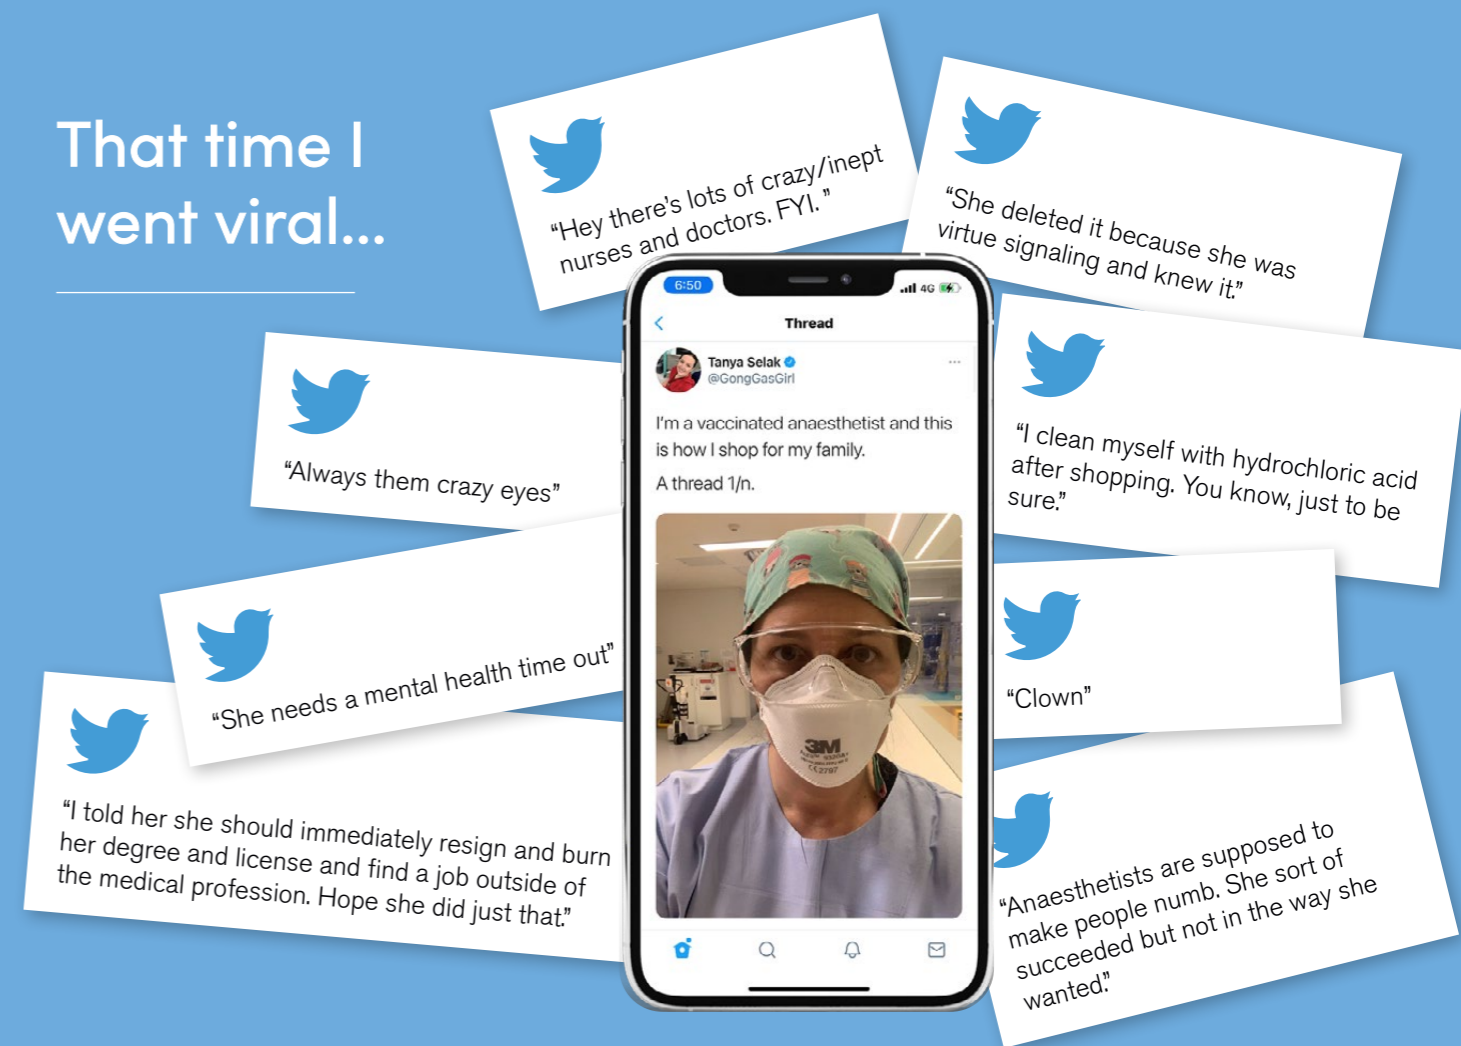 That time I
went viral...
“Hey there’s lots of crazy/inept
nurses and doctors. FYI. ”
“She deleted it because she was
virtue signaling and knew it.”
“Always them crazy eyes”
“I clean myself with hydrochloric acid
after shopping. You know, just to be
sure.”
“She needs a mental health time out”
“Clown”
“I told her she should immediately resign and burn
her degree and license and find a job outside of
the medical profession. Hope she did just that.”
“Anaesthetists are supposed to
make people numb. She sort of
succeeded but not in the way she
wanted.”
6:50
4G
Thread
Tanya Selak
@GongGasGirl
I'm a vaccinated anaesthetist and this
is how I shop for my family.
A thread 1/n.
3M
CE2797